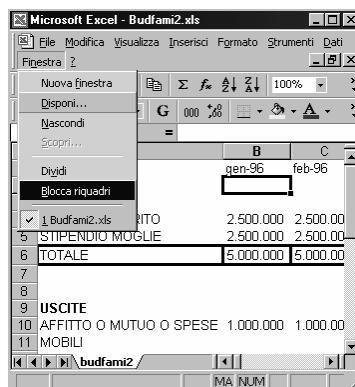 Microsoft Excel - Budfami2.xls
File Modifica Visualizza Inserisci Formato Strumenti Dati
Finestra ?
Nuova finestra
Disponi...
Nascondi
Scopri...
Dividi
Blocca riquadri
1 Budfami2.xls
Σ fx 100%
G 000
=
B C
gen-96 feb-96
RITO 2.500.000 2.500.00
5 STIPENDIO MOGLIE 2.500.000 2.500.00
6 TOTALE 5.000.000 5.000.00
7
8
9 USCITE
10 AFFITTO O MUTUO O SPESE 1.000.000 1.000.00
11 MOBILI
budfami2
MA NUM